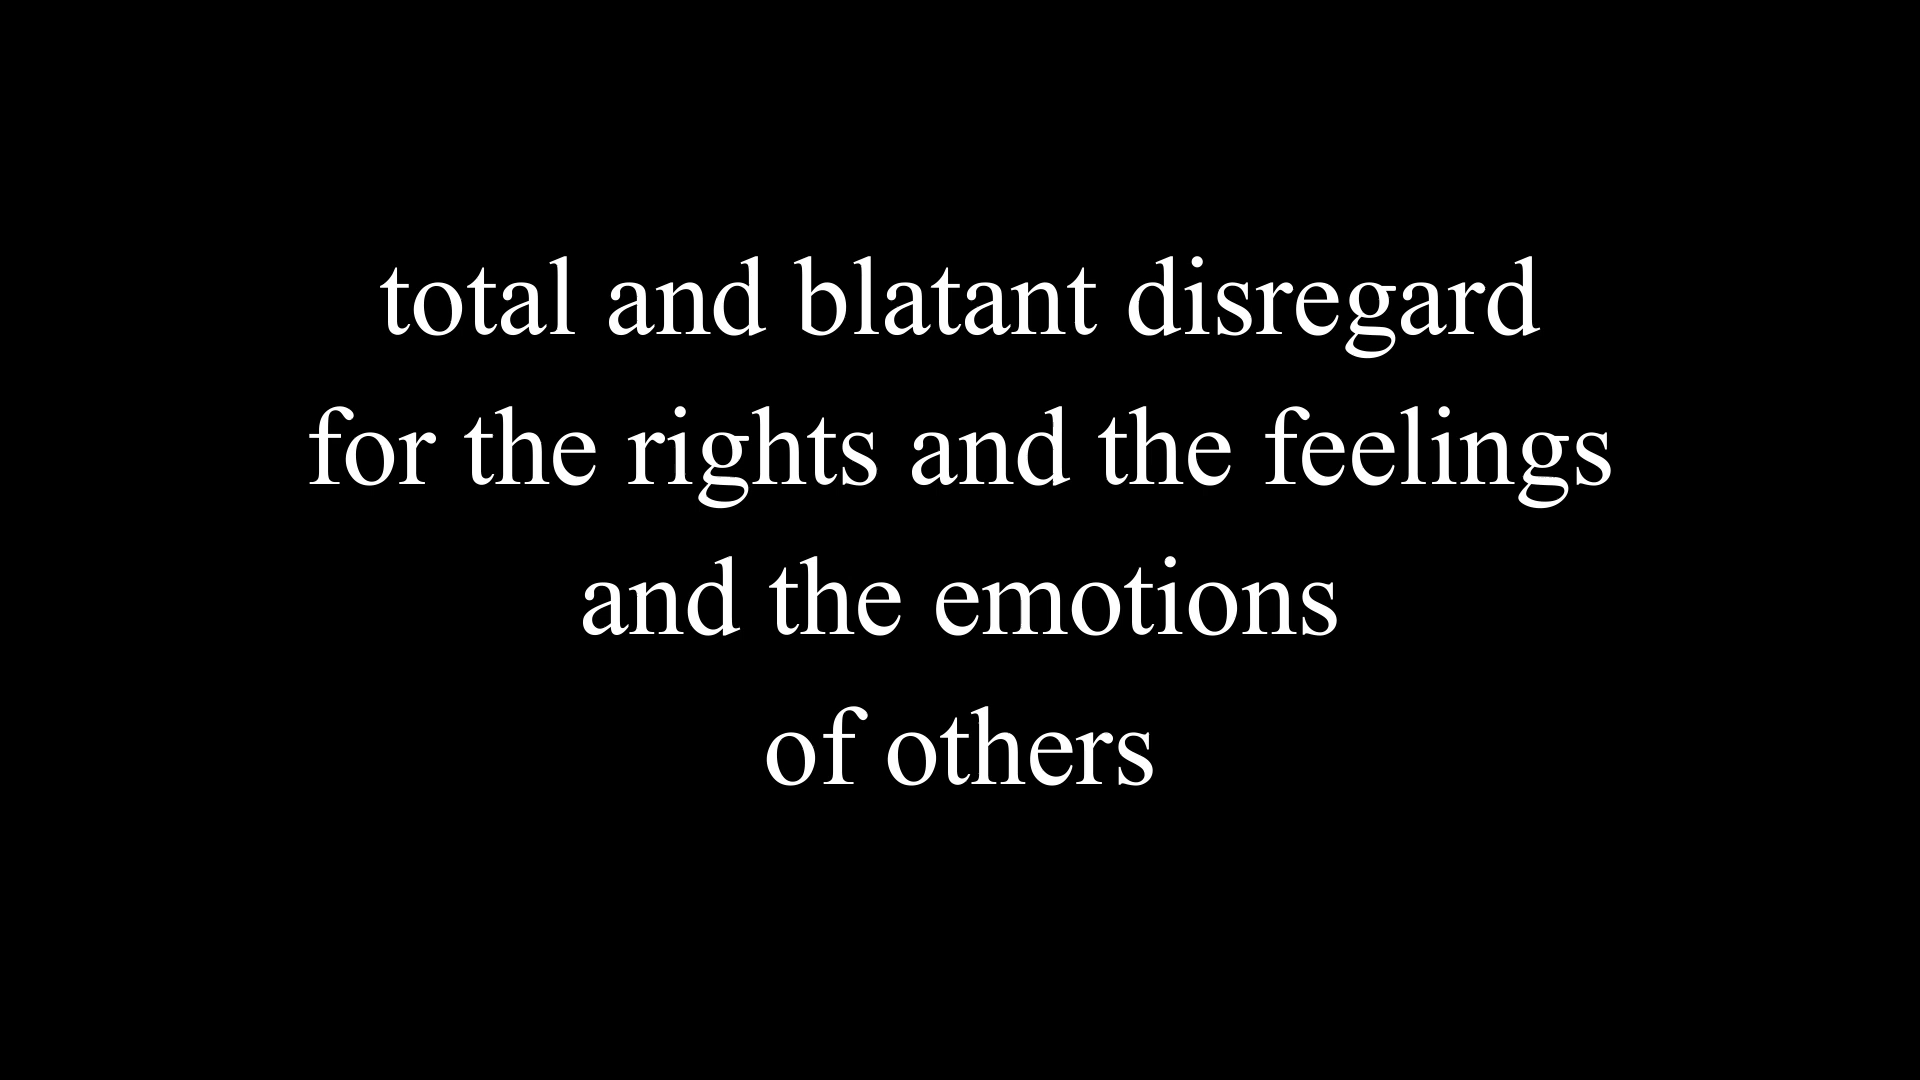 total and blatant disregard
for the rights and the feelings
and the emotions
of others